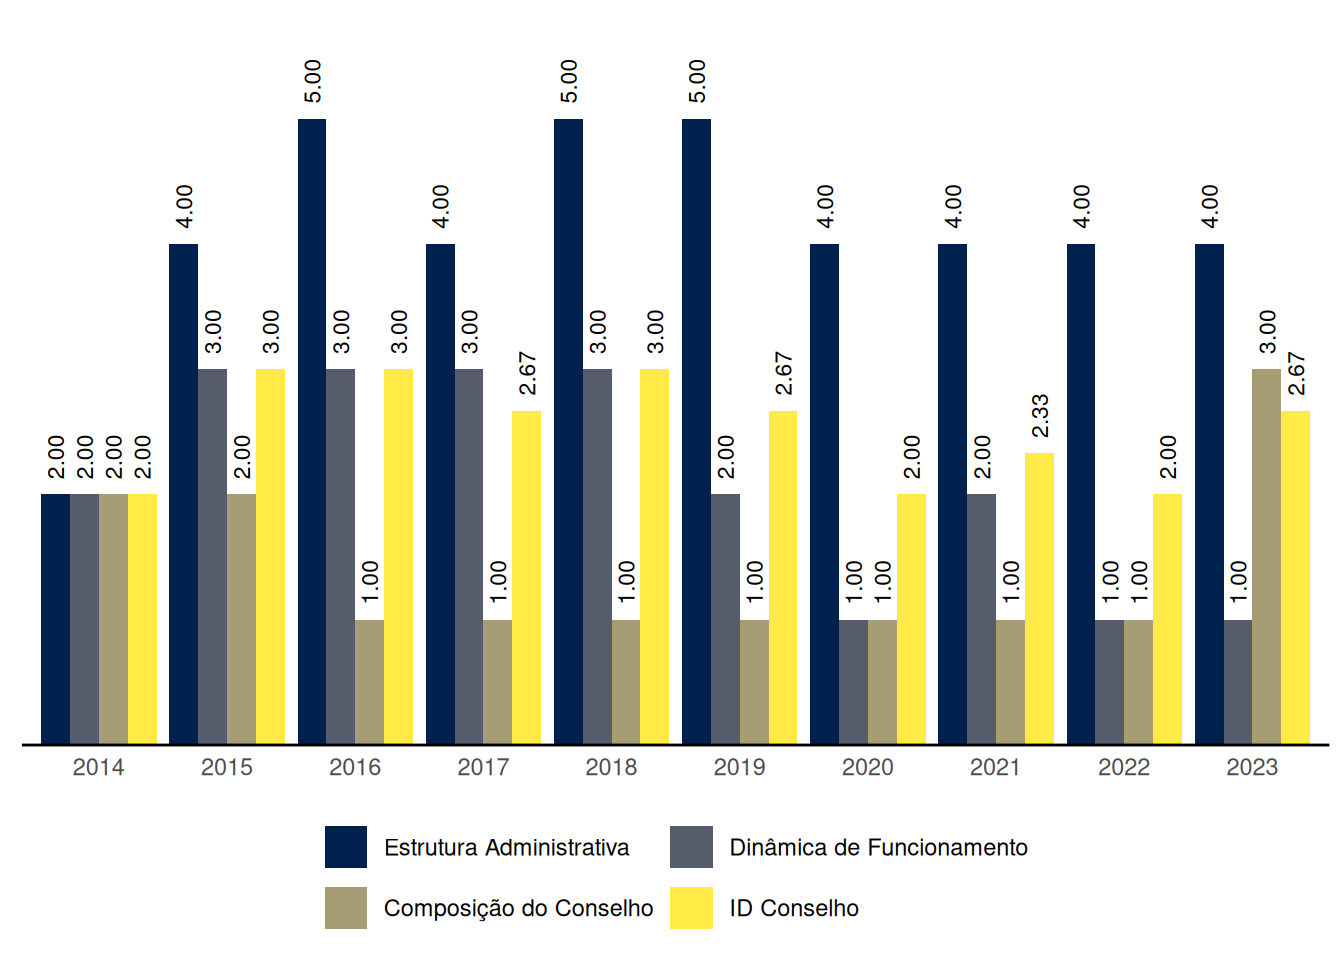 5.00 5.00 5.00
4.00 4.00 4.00 4.00 4.00 4.00
3.00 3.00 3.00 3.00 3.00 3.00 3.00 3.00
2.67 2.67 2.67
2.33
2.00 2.00 2.00 2.00 2.00 2.00 2.00 2.00 2.00
1.00 1.00 1.00 1.00 1.00 1.00 1.00 1.00 1.00 1.00
2014 2015 2016 2017 2018 2019 2020 2021 2022 2023
Estrutura Administrativa Dinâmica de Funcionamento
Composição do Conselho ID Conselho